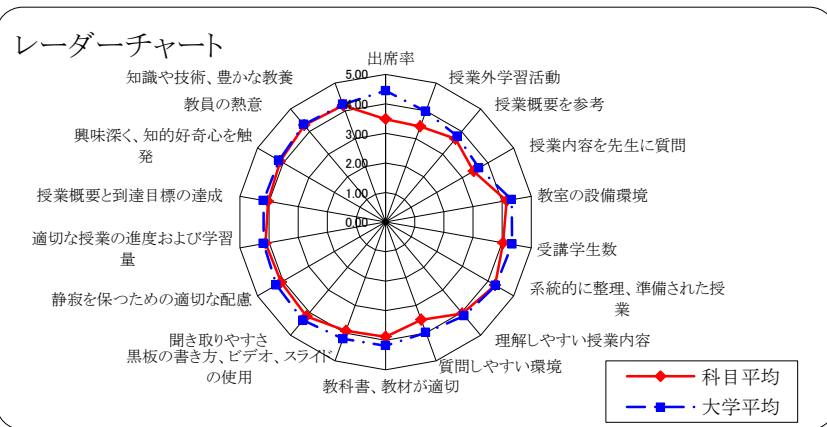 レーダーチャート
出席率
授業外学習活動
授業概要を参考
授業内容を先生に質問
教室の設備環境
受講学生数
系統的に整理、準備された授
業
理解しやすい授業内容
質問しやすい環境
教科書、教材が適切
黒板の書き方、ビデオ、スライド
の使用
聞き取りやすさ
静寂を保つための適切な配慮
適切な授業の進度および学習
量
授業概要と到達目標の達成
興味深く、知的好奇心を触
発
教員の熱意
知識や技術、豊かな教養
5.00
4.00
3.00
2.00
1.00
0.00
科目平均
大学平均